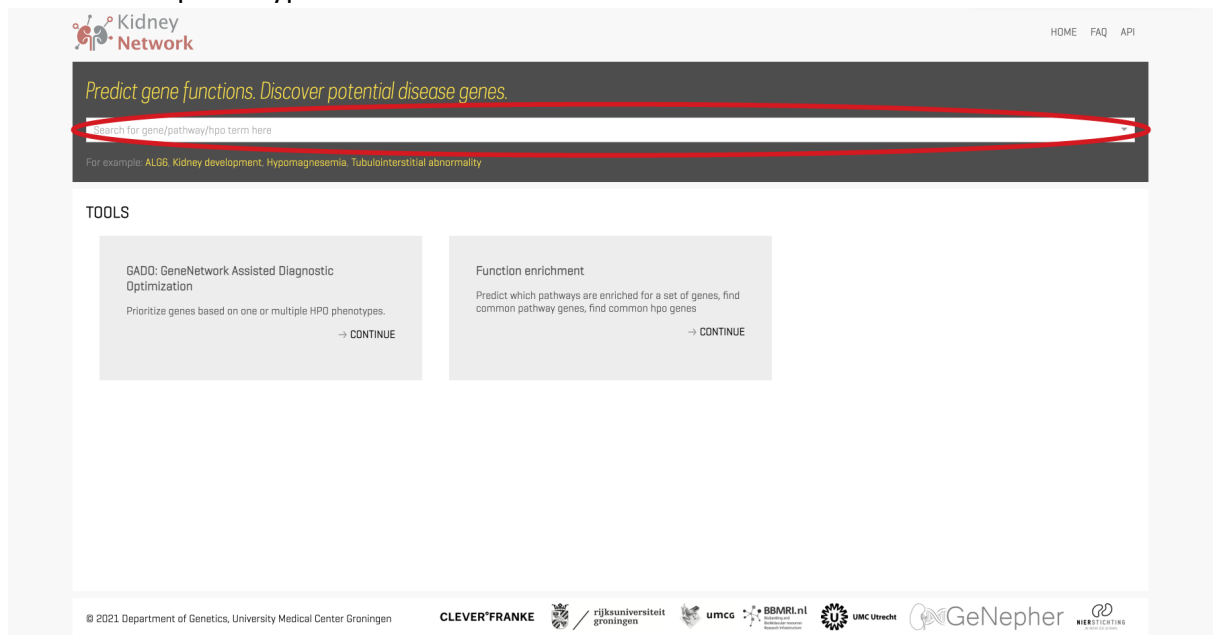 Kidney
Network
HOME FAQ API
Predict gene functions. Discover potential disease genes.
Search for gene/pathway/hpo term here
For example: ALG6, Kidney development, Hypomagnesemia, Tubulointerstitial abnormality
TOOLS
GADO: GeneNetwork Assisted Diagnostic
Optimization
Prioritize genes based on one or multiple HPO phenotypes.
→ CONTINUE
Function enrichment
Predict which pathways are enriched for a set of genes, find
common pathway genes, find common hpo genes
→ CONTINUE
© 2021 Department of Genetics, University Medical Center Groningen
CLEVER°FRANKE
rijksuniversiteit
groningen
umcg
BBMRI.nl
UMC Utrecht
GeNepher
NIERSTICHTING